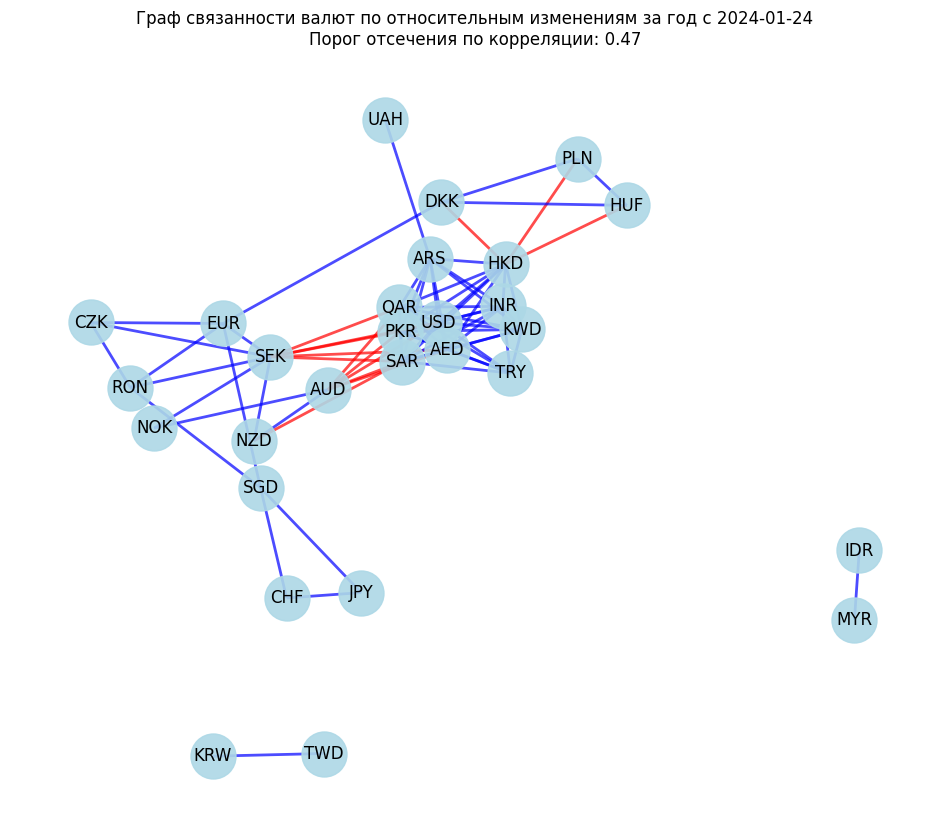 Граф связанности валют по относительным изменениям за год с 2024-01-24
Порог отсечения по корреляции: 0.47
UAH
PLN
DKK
HUF
ARS
HKD
QAR
INR
CZK
EUR
USD
PKR
KWD
SEK
AED
SAR
TRY
RON
AUD
NOK
NZD
SGD
IDR
CHF
JPY
MYR
KRW
TWD